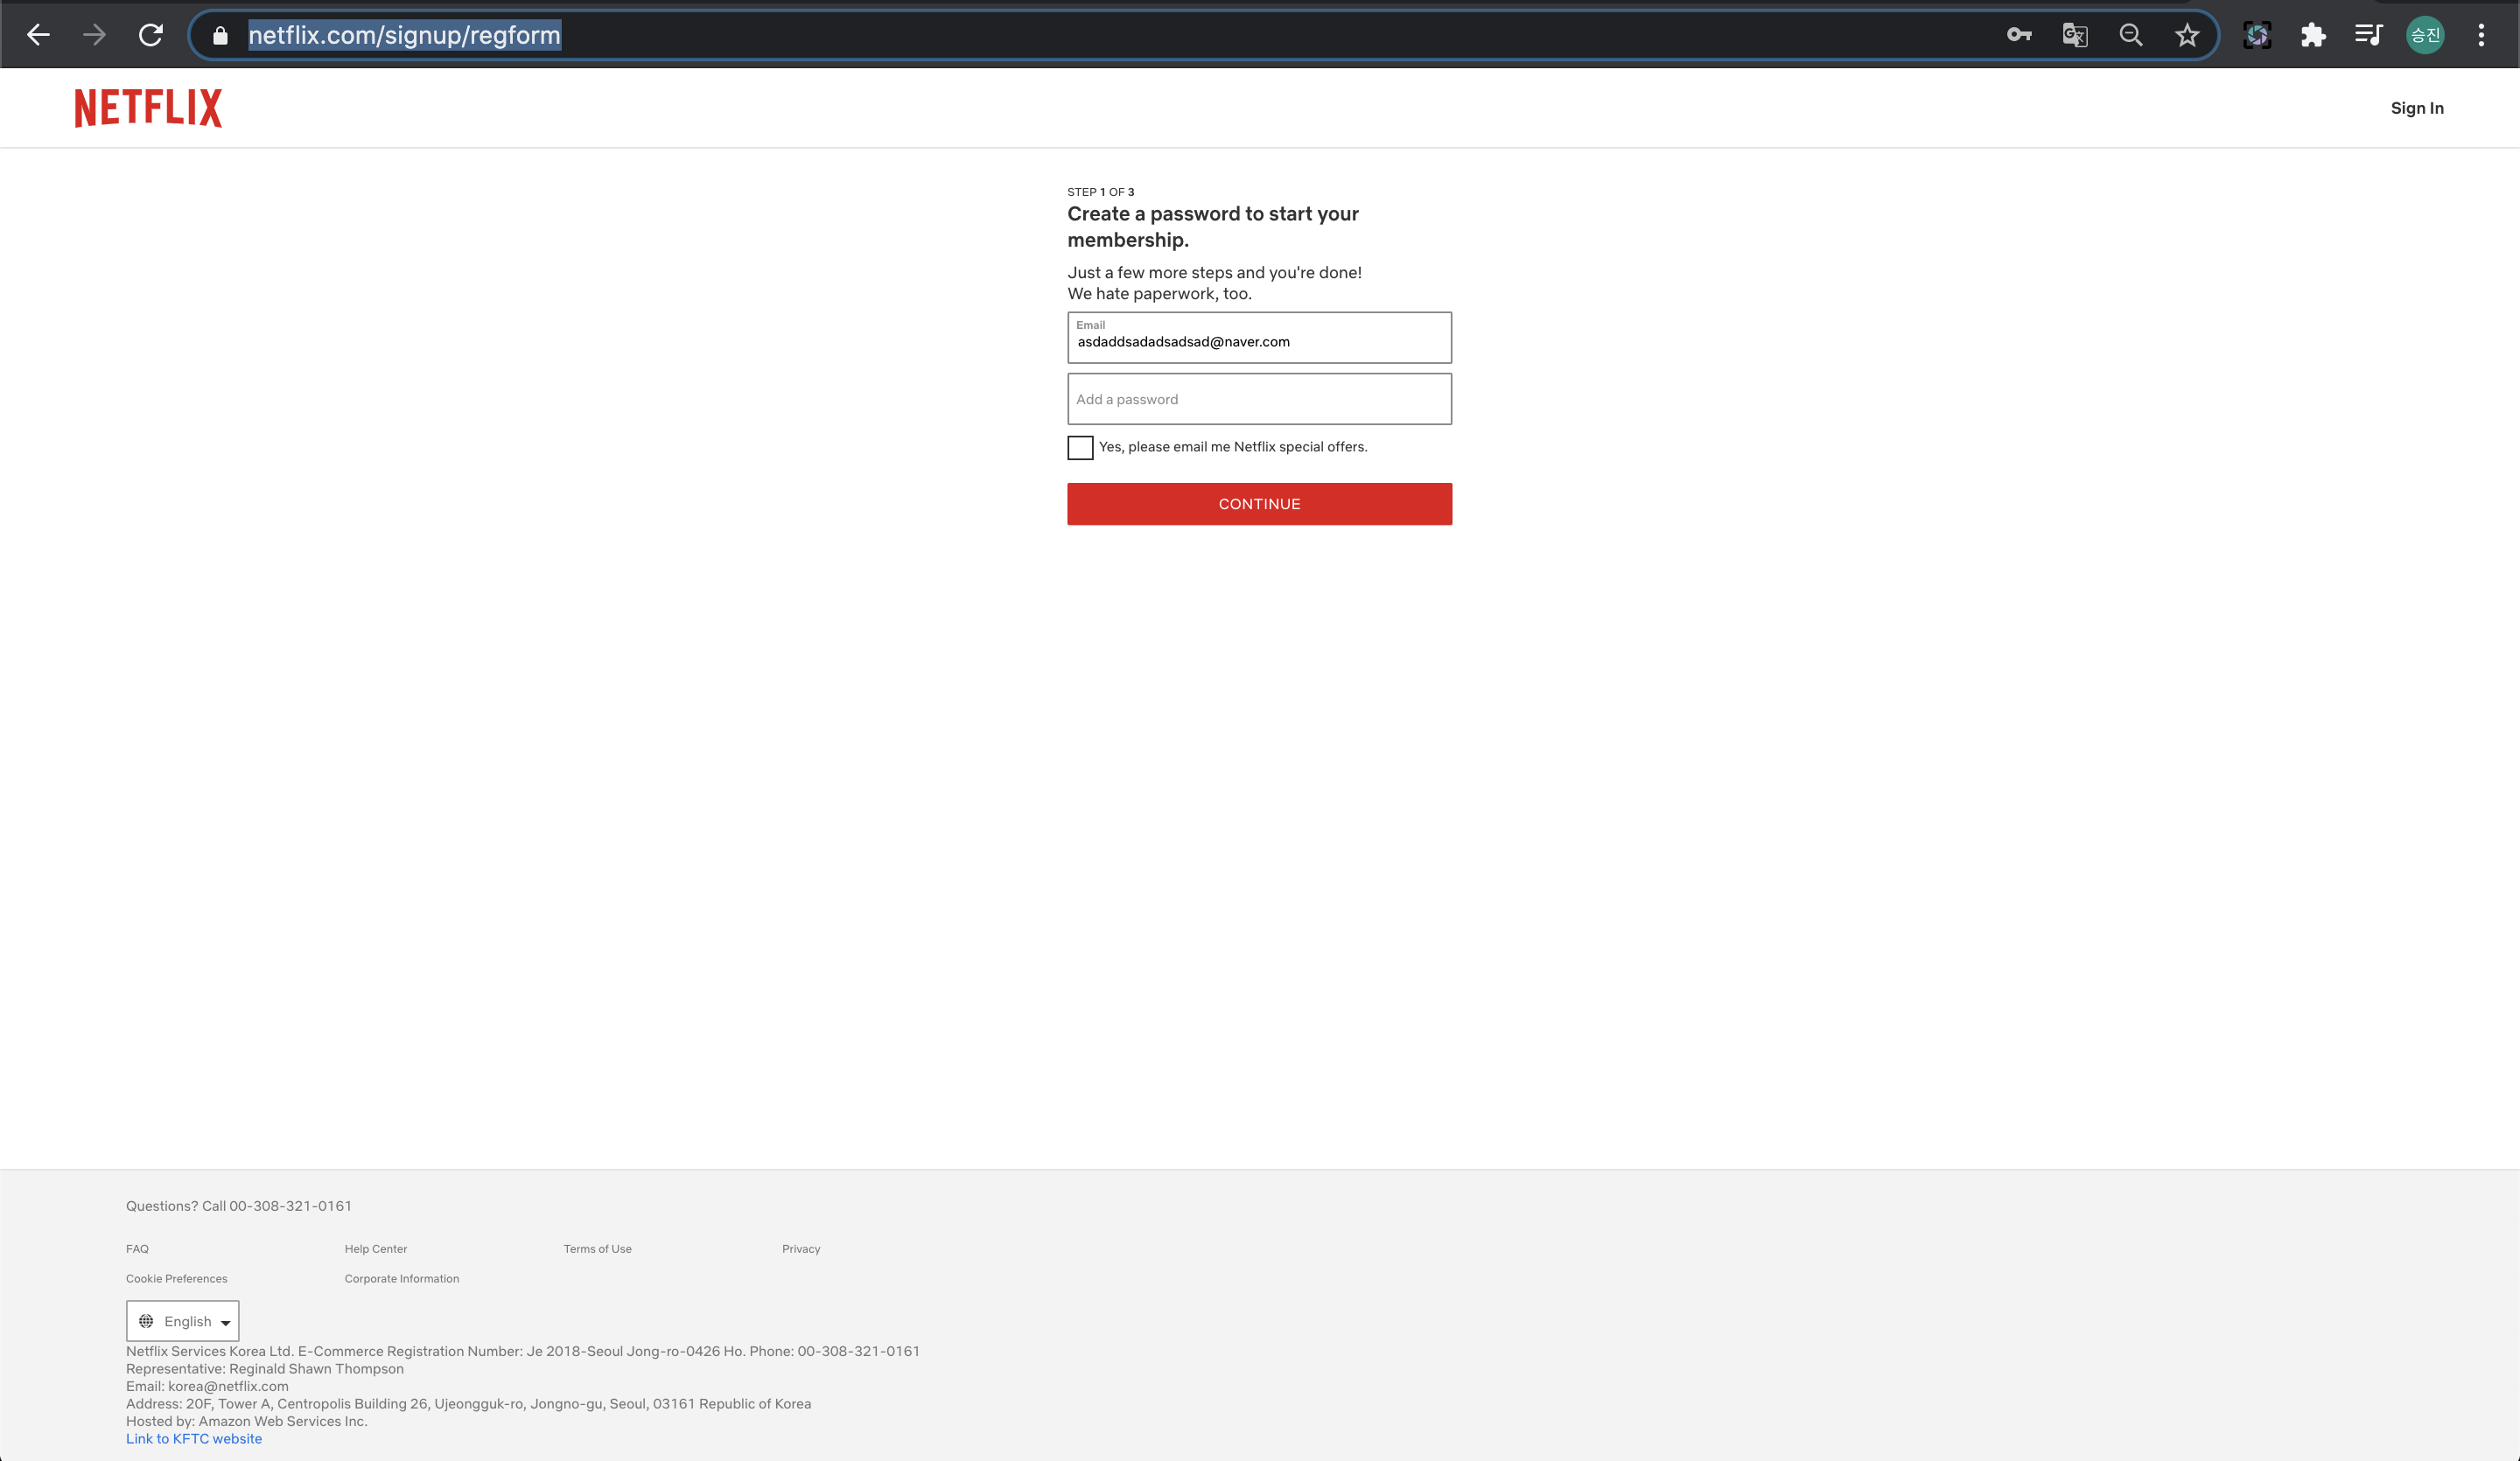 netflix.com/signup/regform
승진
NETFLIX
Sign In
STEP 1 OF 3
Create a password to start your
membership.
Just a few more steps and you're done!
We hate paperwork, too.
Email
asdaddsadadsadsad@naver.com
Add a password
Yes, please email me Netflix special offers.
CONTINUE
Questions? Call 00-308-321-0161
FAQ Help Center Terms of Use Privacy
Cookie Preferences Corporate Information
English
Netflix Services Korea Ltd. E-Commerce Registration Number: Je 2018-Seoul Jong-ro-0426 Ho. Phone: 00-308-321-0161
Representative: Reginald Shawn Thompson
Email: korea@netflix.com
Address: 20F, Tower A, Centropolis Building 26, Ujeongguk-ro, Jongno-gu, Seoul, 03161 Republic of Korea
Hosted by: Amazon Web Services Inc.
Link to KFTC website